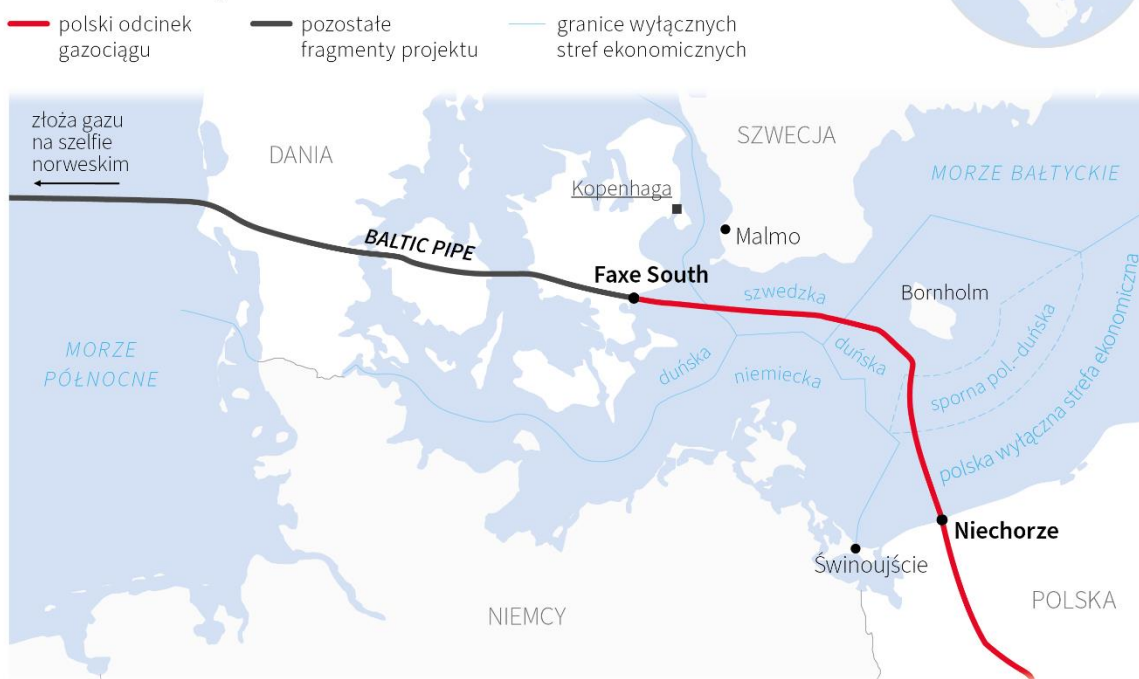 polski odcinek
gazociągu
pozostałe
fragmenty projektu
granice wyłącznych
stref ekonomicznych
złoża gazu
na szelfie
norweskim
DANIA
SZWECJA
MORZE BAŁTYCKIE
Kopenhaga
Malmo
BALTIC PIPE
Faxe South
szwedzka
Bornholm
MORZE
PÓŁNOCNE
duńska
niemiecka
duńska
sporna pol.-duńska
polska wyłączna strefa ekonomiczna
Niechorze
Świnoujście
NIEMCY
POLSKA